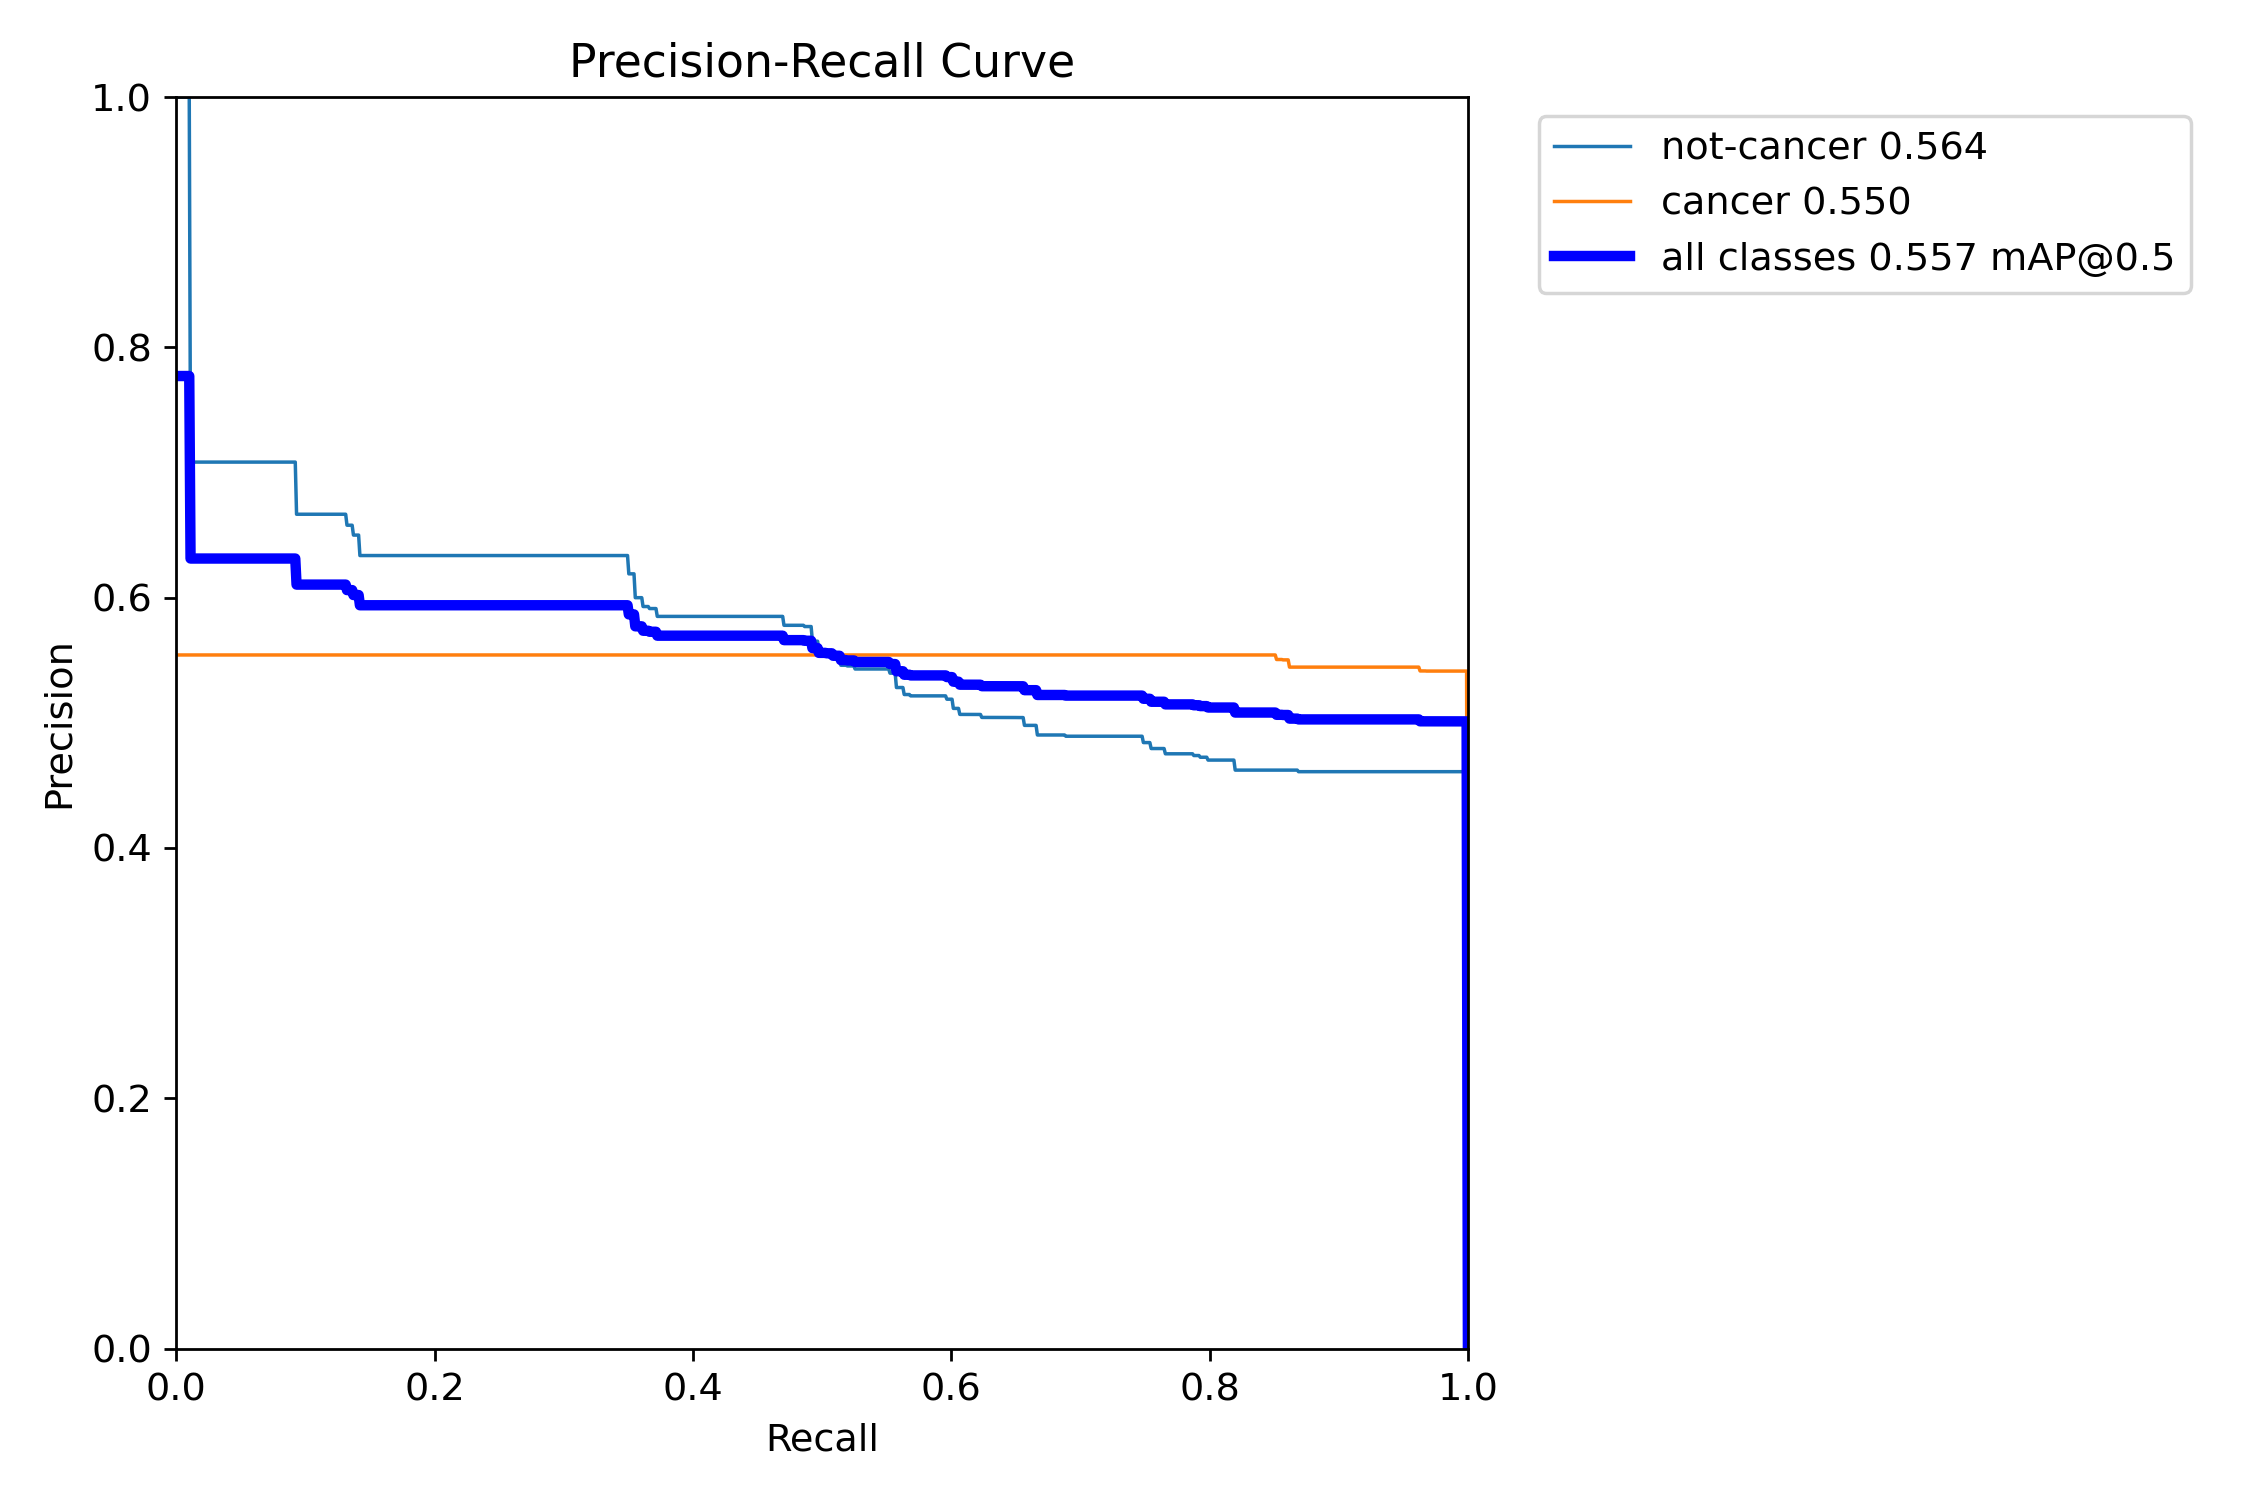 Precision-Recall Curve
not-cancer 0.564
cancer 0.550
all classes 0.557 mAP@0.5
1.0
0.8
0.6
0.4
0.2
0.0
Precision
0.0 0.2 0.4 0.6 0.8 1.0
Recall